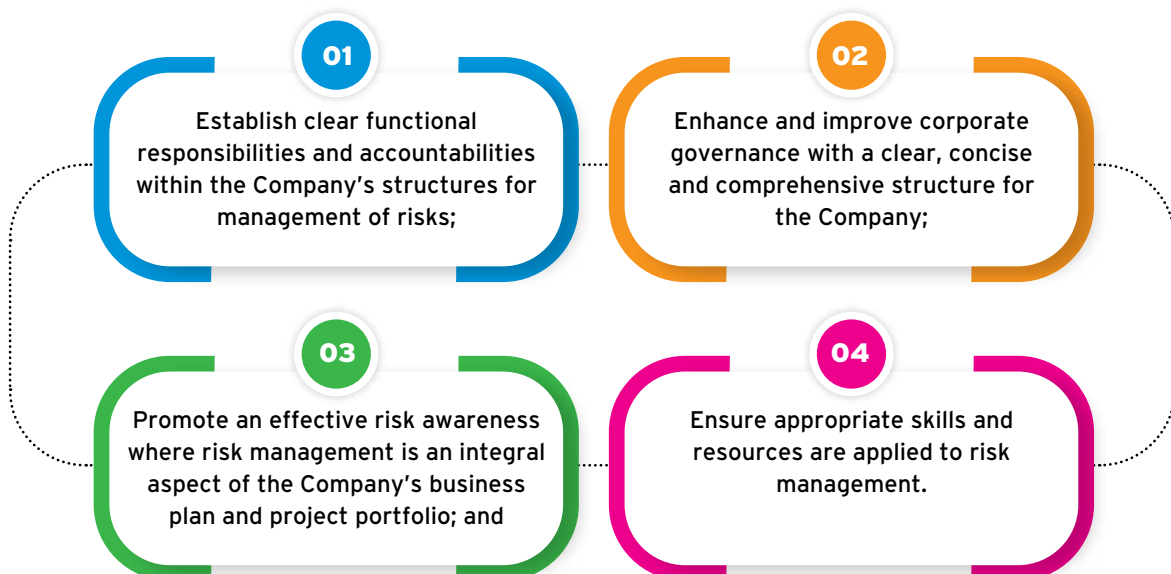 01
Establish clear functional
responsibilities and accountabilities
within the Company’s structures for
management of risks;
02
Enhance and improve corporate
governance with a clear, concise
and comprehensive structure for
the Company;
03
Promote an effective risk awareness
where risk management is an integral
aspect of the Company’s business
plan and project portfolio; and
04
Ensure appropriate skills and
resources are applied to risk
management.